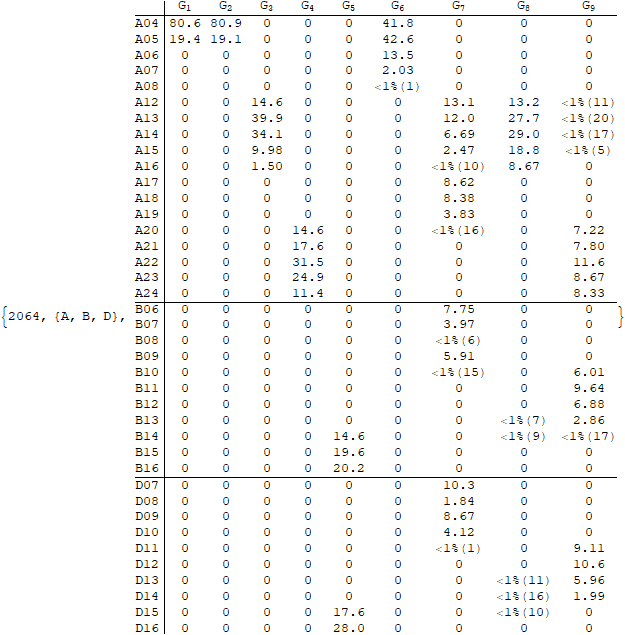 G₁ G₂ G₃ G₄ G₅ G₆ G₇ G₈ G₉
A04 80.6 80.9 0 0 0 41.8 0 0 0
A05 19.4 19.1 0 0 0 42.6 0 0 0
A06 0 0 0 0 0 13.5 0 0 0
A07 0 0 0 0 0 2.03 0 0 0
A08 0 0 0 0 0 <1%(1) 0 0 0
A12 0 0 14.6 0 0 0 13.1 13.2 <1%(11)
A13 0 0 39.9 0 0 0 12.0 27.7 <1%(20)
A14 0 0 34.1 0 0 0 6.69 29.0 <1%(17)
A15 0 0 9.98 0 0 0 2.47 18.8 <1%(5)
A16 0 0 1.50 0 0 0 <1%(10) 8.67 0
A17 0 0 0 0 0 0 8.62 0 0
A18 0 0 0 0 0 0 8.38 0 0
A19 0 0 0 0 0 0 3.83 0 0
A20 0 0 0 14.6 0 0 <1%(16) 0 7.22
A21 0 0 0 17.6 0 0 0 0 7.80
A22 0 0 0 31.5 0 0 0 0 11.6
A23 0 0 0 24.9 0 0 0 0 8.67
A24 0 0 0 11.4 0 0 0 0 8.33
{2064, {A, B, D}, B06 0 0 0 0 0 0 7.75 0 0 }
B07 0 0 0 0 0 0 3.97 0 0
B08 0 0 0 0 0 0 <1%(6) 0 0
B09 0 0 0 0 0 0 5.91 0 0
B10 0 0 0 0 0 0 <1%(15) 0 6.01
B11 0 0 0 0 0 0 0 0 9.64
B12 0 0 0 0 0 0 0 0 6.88
B13 0 0 0 0 0 0 0 <1%(7) 2.86
B14 0 0 0 0 14.6 0 0 <1%(9) <1%(17)
B15 0 0 0 0 19.6 0 0 0 0
B16 0 0 0 0 20.2 0 0 0 0
D07 0 0 0 0 0 0 10.3 0 0
D08 0 0 0 0 0 0 1.84 0 0
D09 0 0 0 0 0 0 8.67 0 0
D10 0 0 0 0 0 0 4.12 0 0
D11 0 0 0 0 0 0 <1%(1) 0 9.11
D12 0 0 0 0 0 0 0 0 10.6
D13 0 0 0 0 0 0 0 <1%(11) 5.96
D14 0 0 0 0 0 0 0 <1%(16) 1.99
D15 0 0 0 0 17.6 0 0 <1%(10) 0
D16 0 0 0 0 28.0 0 0 0 0